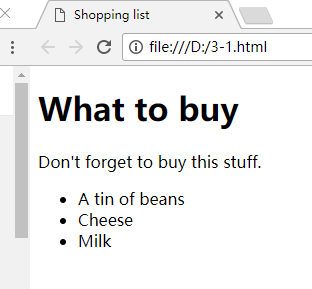 Shopping list
file:///D:/3-1.html
What to buy
Don't forget to buy this stuff.
A tin of beans
Cheese
Milk